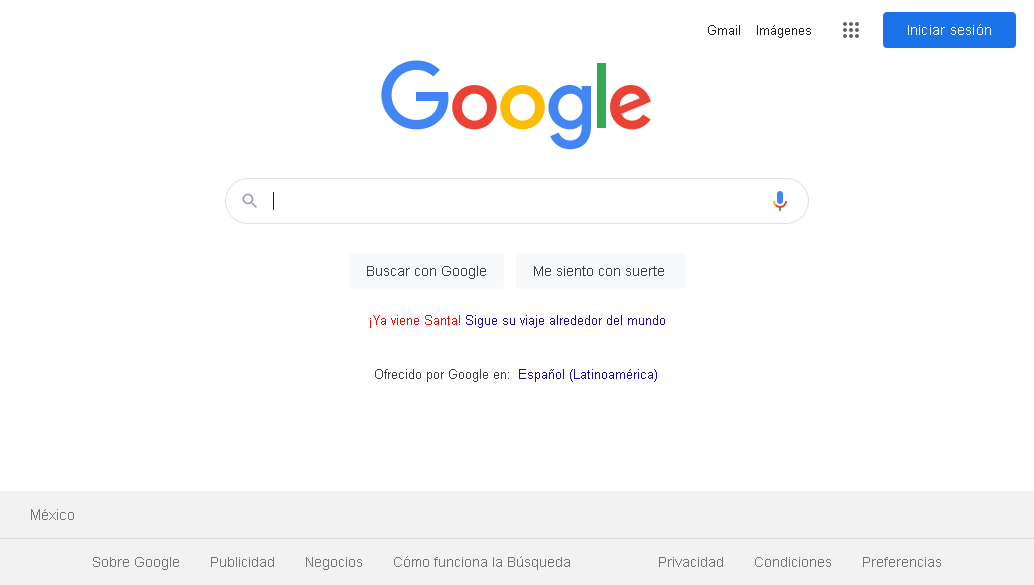 Gmail Imágenes Iniciar sesión
Google
Buscar con Google Me siento con suerte
¡Ya viene Santa! Sigue su viaje alrededor del mundo
Ofrecido por Google en: Español (Latinoamérica)
México
Sobre Google Publicidad Negocios Cómo funciona la Búsqueda Privacidad Condiciones Preferencias